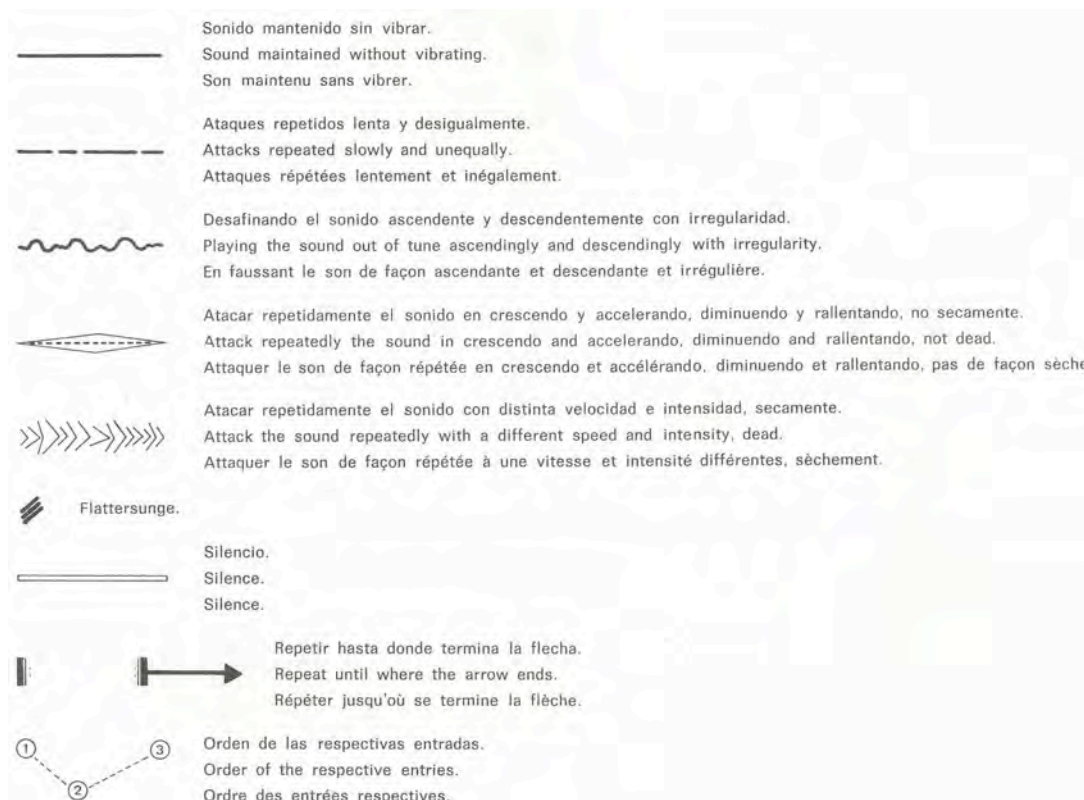 Sonido mantenido sin vibrar.
Sound maintained without vibrating.
Son maintenu sans vibrer.
Ataques repetidos lenta y desigualmente.
Attacks repeated slowly and unequally.
Attaques répétées lentement et inégalement.
Desafinando el sonido ascendente y descendentemente con irregularidad.
Playing the sound out of tune ascendingly and descendingly with irregularity.
En faussant le son de façon ascendante et descendante et irrégulière.
Atacar repetidamente el sonido en crescendo y accelerando, diminuendo y rallentando, no secamente.
Attack repeatedly the sound in crescendo and accelerando, diminuendo and rallentando, not dead.
Attaquer le son de façon répétée en crescendo et accélérando, diminuendo et rallentando, pas de façon sèche
Atacar repetidamente el sonido con distinta velocidad e intensidad, secamente.
Attack the sound repeatedly with a different speed and intensity, dead.
Attaquer le son de façon répétée à une vitesse et intensité différentes, sèchement.
Flattersunge.
Silencio.
Silence.
Silence.
Repetir hasta donde termina la flecha.
Repeat until where the arrow ends.
Répéter jusqu'où se termine la flèche.
1 3 Orden de las respectivas entradas.
Order of the respective entries.
2 Ordre des entrées respectives.